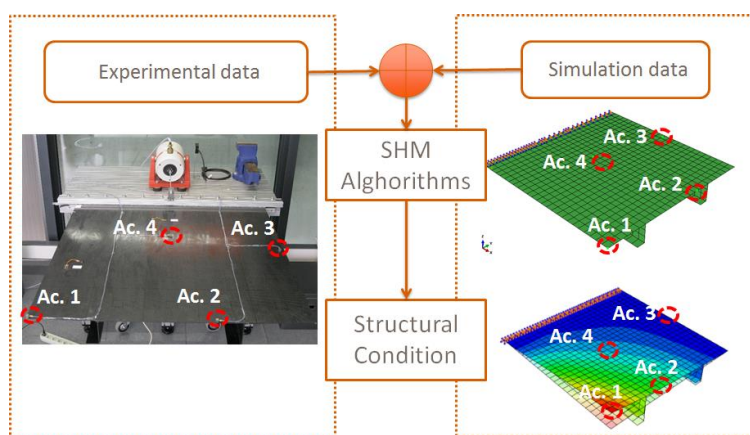 Experimental data
Simulation data
SHM
Alghorithms
Structural
Condition
Ac. 4
Ac. 3
Ac. 1
Ac. 2
Ac. 3
Ac. 4
Ac. 2
Ac. 1
Ac. 3
Ac. 4
Ac. 2
Ac. 1